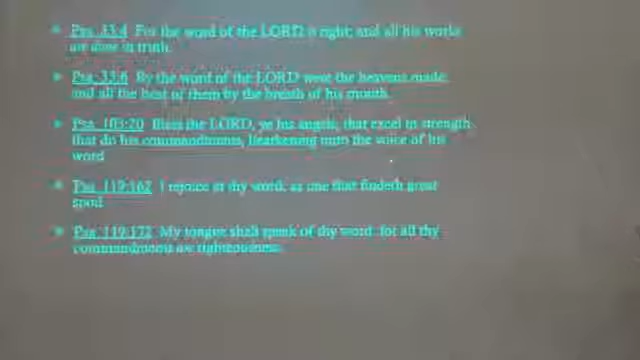 Psa. 33:4 For the word of the LORD is right; and all his works
are done in truth.
Psa. 33:6 By the word of the LORD were the heavens made;
and all the host of them by the breath of his mouth.
Psa. 103:20 Bless the LORD, ye his angels, that excel in strength,
that do his commandments, hearkening unto the voice of his
word.
Psa. 119:162 I rejoice at thy word, as one that findeth great
spoil.
Psa. 119:172 My tongue shall speak of thy word: for all thy
commandments are righteousness.